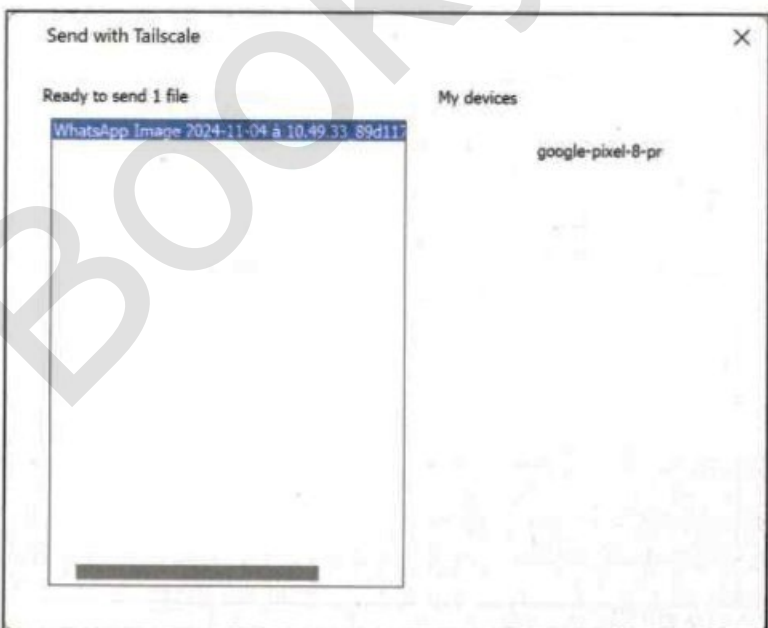 Send with Tailscale
Ready to send 1 file
My devices
WhatsApp Image 2024-11-04 à 10.49.33_89d117
google-pixel-8-pr
Book